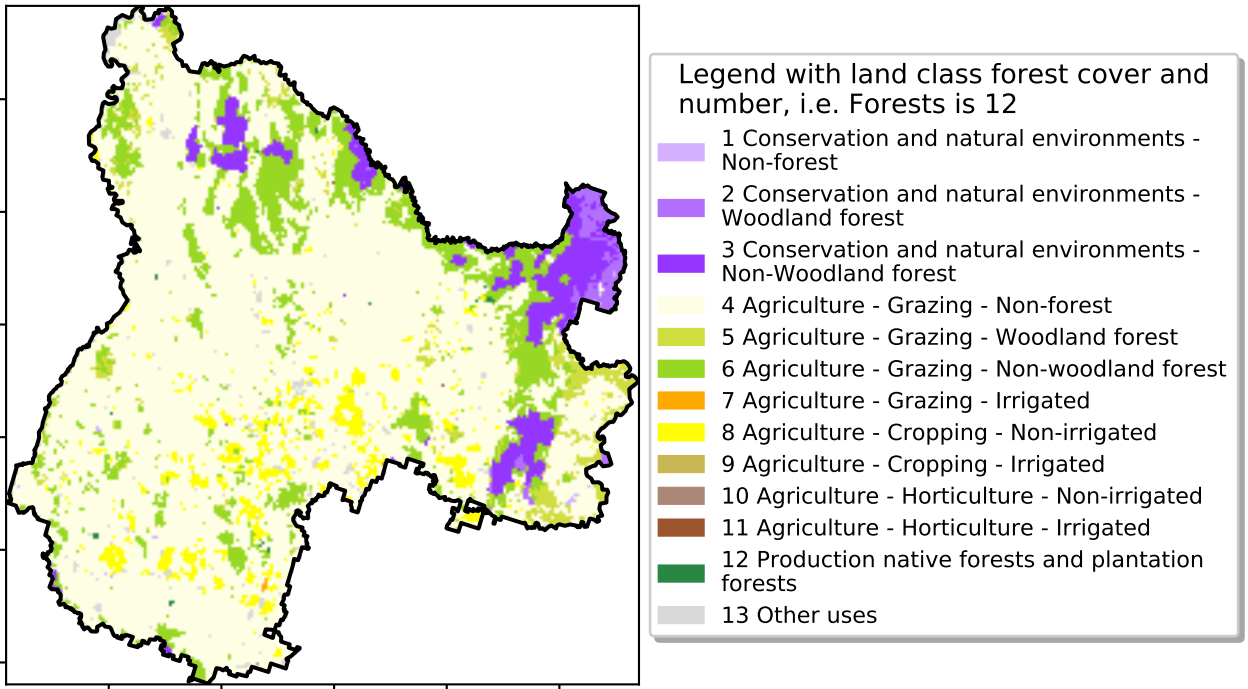 Legend with land class forest cover and
number, i.e. Forests is 12
1 Conservation and natural environments -
Non-forest
2 Conservation and natural environments -
Woodland forest
3 Conservation and natural environments -
Non-Woodland forest
4 Agriculture - Grazing - Non-forest
5 Agriculture - Grazing - Woodland forest
6 Agriculture - Grazing - Non-woodland forest
7 Agriculture - Grazing - Irrigated
8 Agriculture - Cropping - Non-irrigated
9 Agriculture - Cropping - Irrigated
10 Agriculture - Horticulture - Non-irrigated
11 Agriculture - Horticulture - Irrigated
12 Production native forests and plantation
forests
13 Other uses